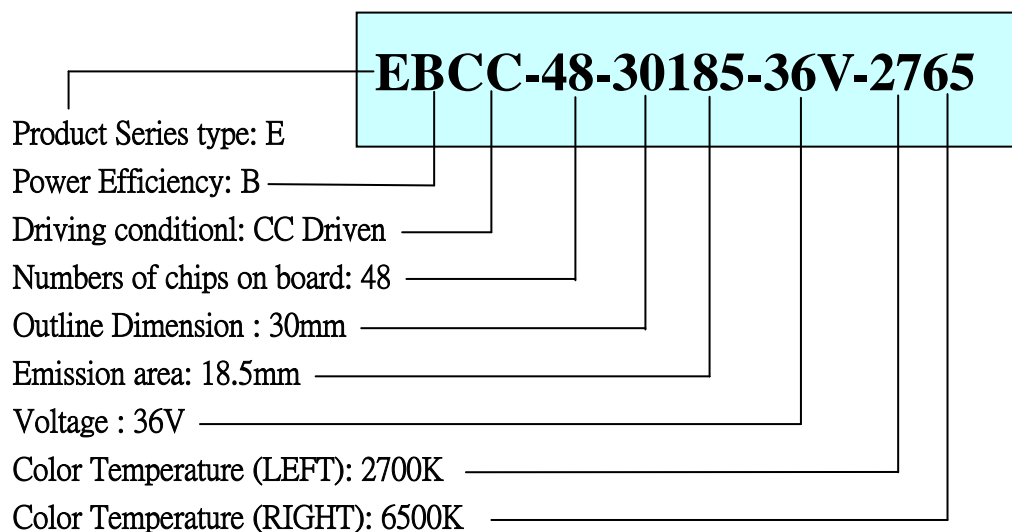 EBCC-48-30185-36V-2765
Product Series type: E
Power Efficiency: B
Driving conditionl: CC Driven
Numbers of chips on board: 48
Outline Dimension : 30mm
Emission area: 18.5mm
Voltage : 36V
Color Temperature (LEFT): 2700K
Color Temperature (RIGHT): 6500K